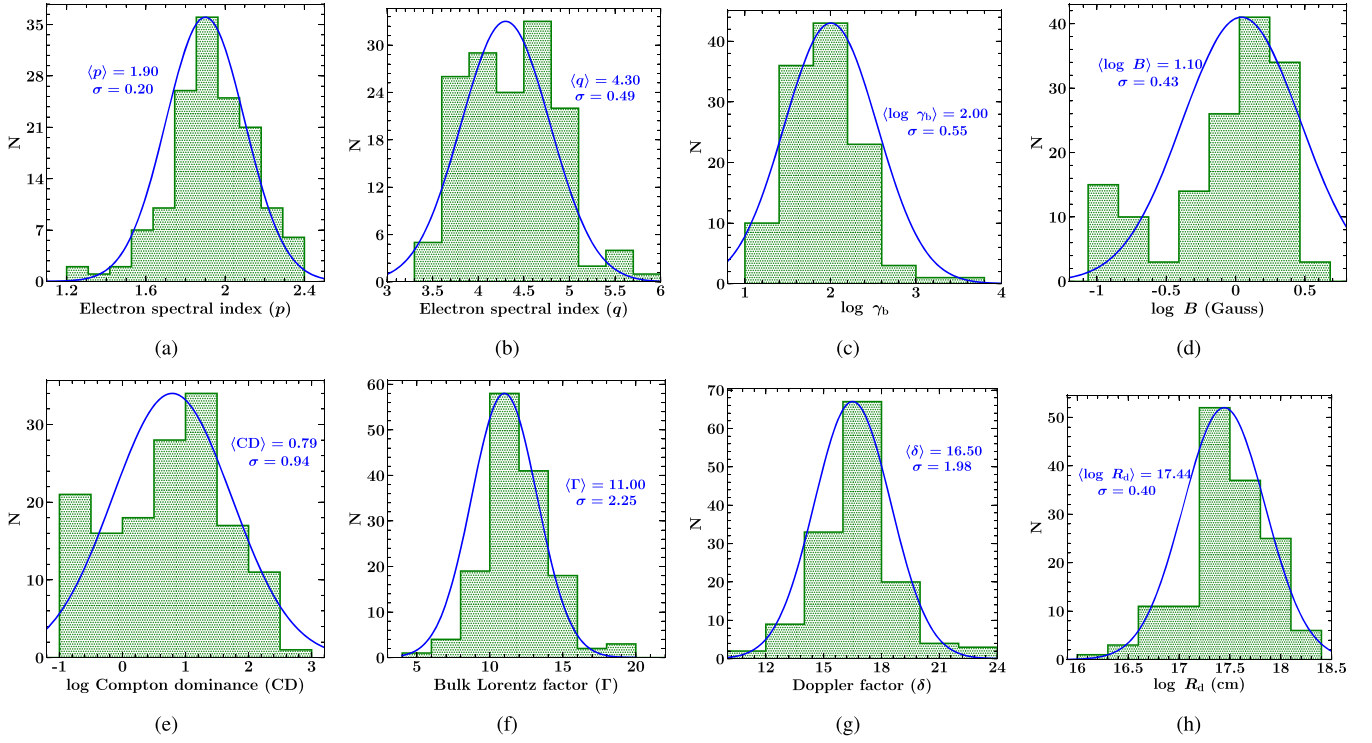 35
28
21
14
7
0
N
⟨p⟩ = 1.90
σ = 0.20
1.2 1.6 2 2.4
Electron spectral index (p)
(a)
30
24
18
12
6
0
N
⟨q⟩ = 4.30
σ = 0.49
3 3.5 4 4.5 5 5.5 6
Electron spectral index (q)
(b)
40
30
20
10
0
N
⟨log γb⟩ = 2.00
σ = 0.55
1 2 3 4
log γb
(c)
40
30
20
10
0
N
⟨log B⟩ = 1.10
σ = 0.43
-1 -0.5 0 0.5
log B (Gauss)
(d)
30
20
10
0
N
⟨CD⟩ = 0.79
σ = 0.94
-1 0 1 2 3
log Compton dominance (CD)
(e)
60
50
40
30
20
10
0
N
⟨Γ⟩ = 11.00
σ = 2.25
5 10 15 20
Bulk Lorentz factor (Γ)
(f)
70
60
50
40
30
20
10
0
N
⟨δ⟩ = 16.50
σ = 1.98
12 15 18 21 24
Doppler factor (δ)
(g)
50
40
30
20
10
0
N
⟨log Rd⟩ = 17.44
σ = 0.40
16 16.5 17 17.5 18 18.5
log Rd (cm)
(h)